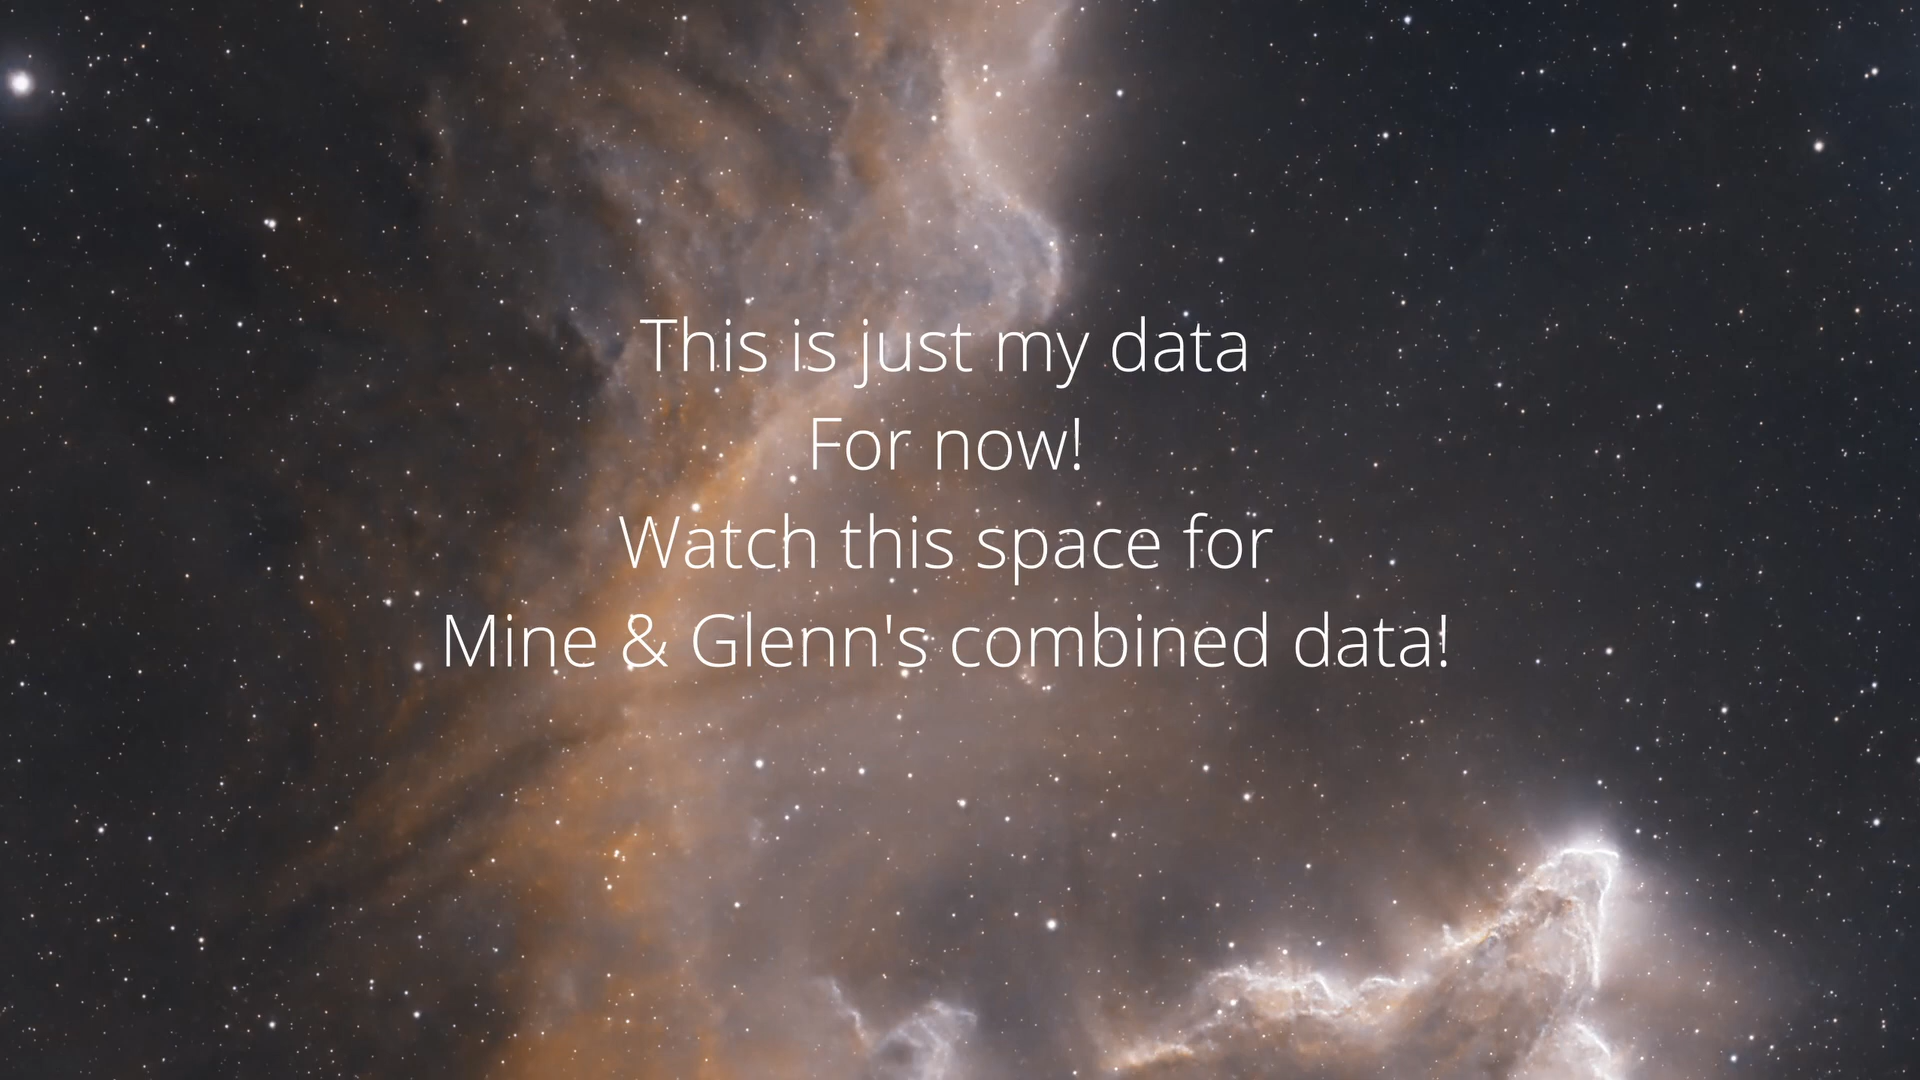 This is just my data
For now!
Watch this space for
Mine & Glenn's combined data!